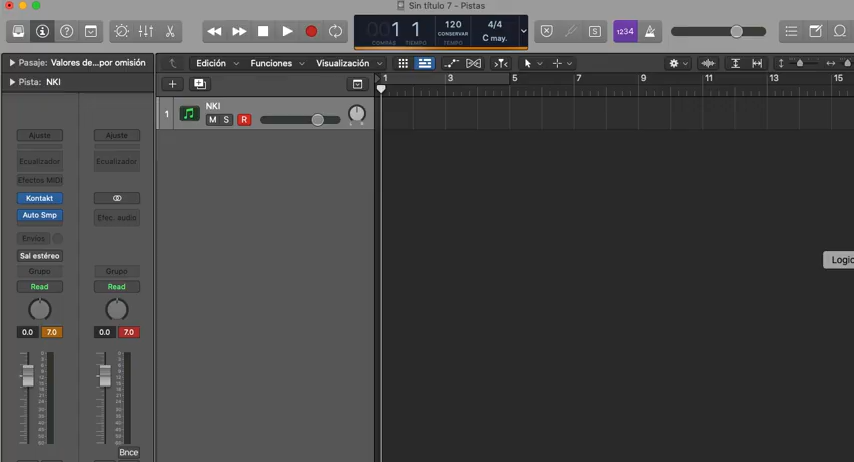 Sin título 7 - Pistas
1 1
COMPÁS TIEMPO
120
CONSERVAR
TEMPO
4/4
C may.
1234
Pasaje: Valores de...por omisión
Edición Funciones Visualización
Pista: NKI
1 3 5 7 9 11 13 15
1 NKI
M S R
Ajuste Ajuste
Ecualizador Ecualizador
Efectos MIDI
Kontakt
Auto Smp Efec. audio
Envíos
Sal estéreo
Grupo Grupo
Read Read
0.0 7.0 0.0 7.0
Bnce
Logic